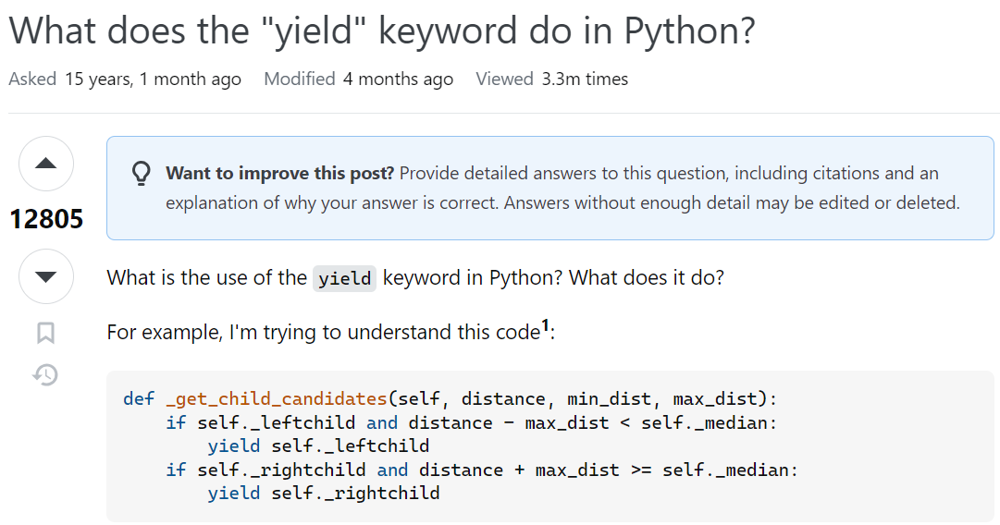 What does the "yield" keyword do in Python?
Asked 15 years, 1 month ago Modified 4 months ago Viewed 3.3m times
Want to improve this post? Provide detailed answers to this question, including citations and an
explanation of why your answer is correct. Answers without enough detail may be edited or deleted.
12805
What is the use of the yield keyword in Python? What does it do?
For example, I'm trying to understand this code1:
def _get_child_candidates(self, distance, min_dist, max_dist):
    if self._leftchild and distance - max_dist < self._median:
        yield self._leftchild
    if self._rightchild and distance + max_dist >= self._median:
        yield self._rightchild